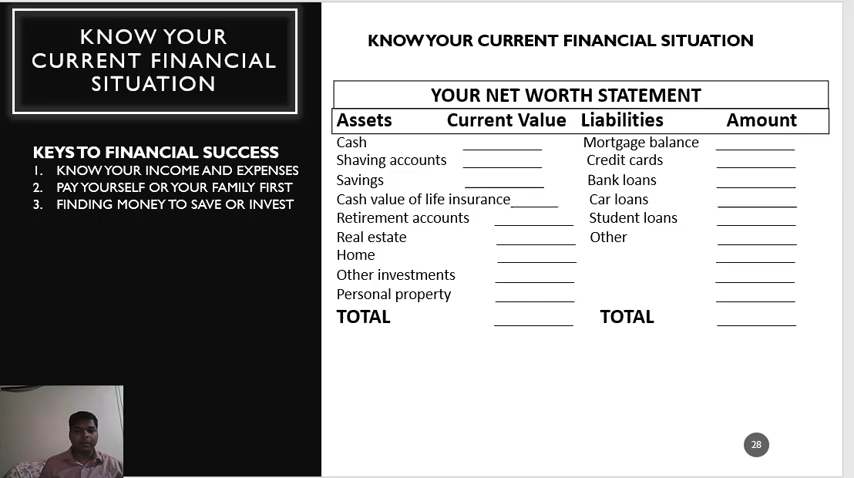 KNOW YOUR
CURRENT FINANCIAL
SITUATION
KEYS TO FINANCIAL SUCCESS
1. KNOW YOUR INCOME AND EXPENSES
2. PAY YOURSELF OR YOUR FAMILY FIRST
3. FINDING MONEY TO SAVE OR INVEST
KNOW YOUR CURRENT FINANCIAL SITUATION
YOUR NET WORTH STATEMENT
Assets Current Value Liabilities Amount
Cash Mortgage balance
Shaving accounts Credit cards
Savings Bank loans
Cash value of life insurance Car loans
Retirement accounts Student loans
Real estate Other
Home
Other investments
Personal property
TOTAL TOTAL
28